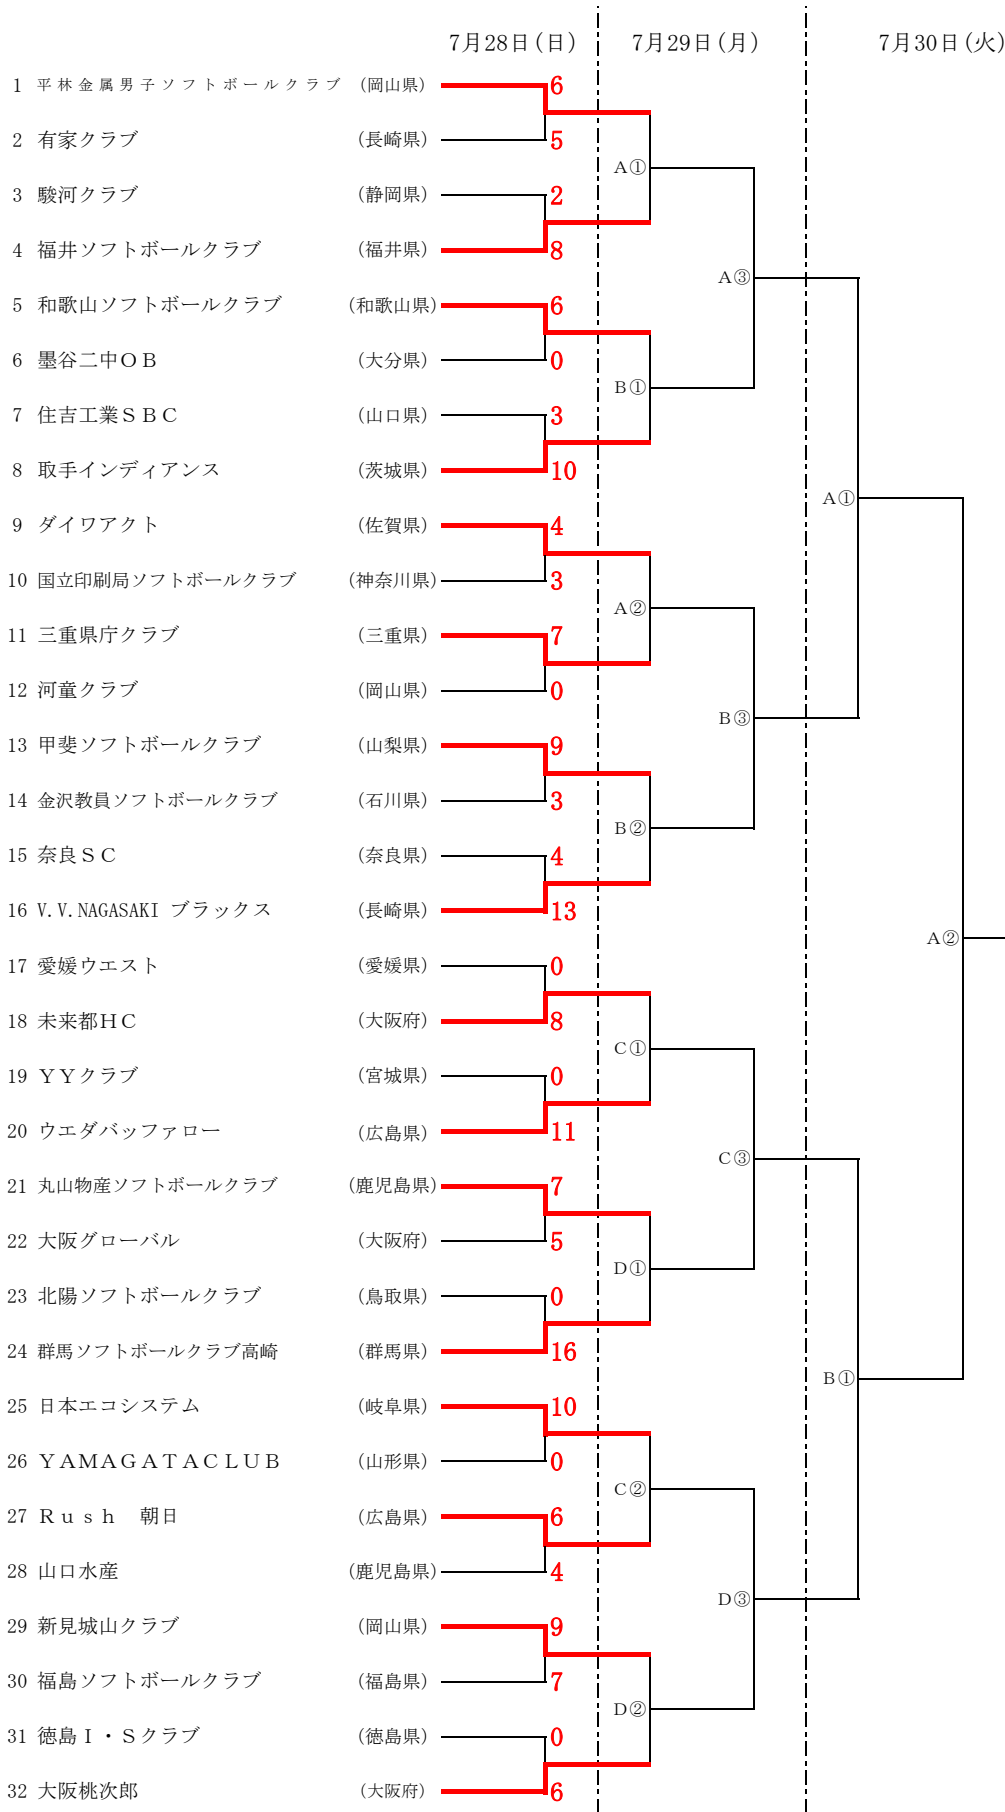 7月28日(日) 7月29日(月) 7月30日(火)
1 平林金属男子ソフトボールクラブ (岡山県) 6
2 有家クラブ (長崎県) 5
A①
3 駿河クラブ (静岡県) 2
4 福井ソフトボールクラブ (福井県) 8
A③
5 和歌山ソフトボールクラブ (和歌山県) 6
6 墨谷二中OB (大分県) 0
B①
7 住吉工業SBC (山口県) 3
8 取手インディアンス (茨城県) 10
A①
9 ダイワアクト (佐賀県) 4
10 国立印刷局ソフトボールクラブ (神奈川県) 3
A②
11 三重県庁クラブ (三重県) 7
12 河童クラブ (岡山県) 0
B③
13 甲斐ソフトボールクラブ (山梨県) 9
14 金沢教員ソフトボールクラブ (石川県) 3
B②
15 奈良SC (奈良県) 4
16 V.V.NAGASAKI ブラックス (長崎県) 13
A②
17 愛媛ウエスト (愛媛県) 0
18 未来都HC (大阪府) 8
C①
19 YYクラブ (宮城県) 0
20 ウエダバッファロー (広島県) 11
C③
21 丸山物産ソフトボールクラブ (鹿児島県) 7
22 大阪グローバル (大阪府) 5
D①
23 北陽ソフトボールクラブ (鳥取県) 0
24 群馬ソフトボールクラブ高崎 (群馬県) 16
B①
25 日本エコシステム (岐阜県) 10
26 YAMAGATACLUB (山形県) 0
C②
27 Rush 朝日 (広島県) 6
28 山口水産 (鹿児島県) 4
D③
29 新見城山クラブ (岡山県) 9
30 福島ソフトボールクラブ (福島県) 7
D②
31 徳島I・Sクラブ (徳島県) 0
32 大阪桃次郎 (大阪府) 6